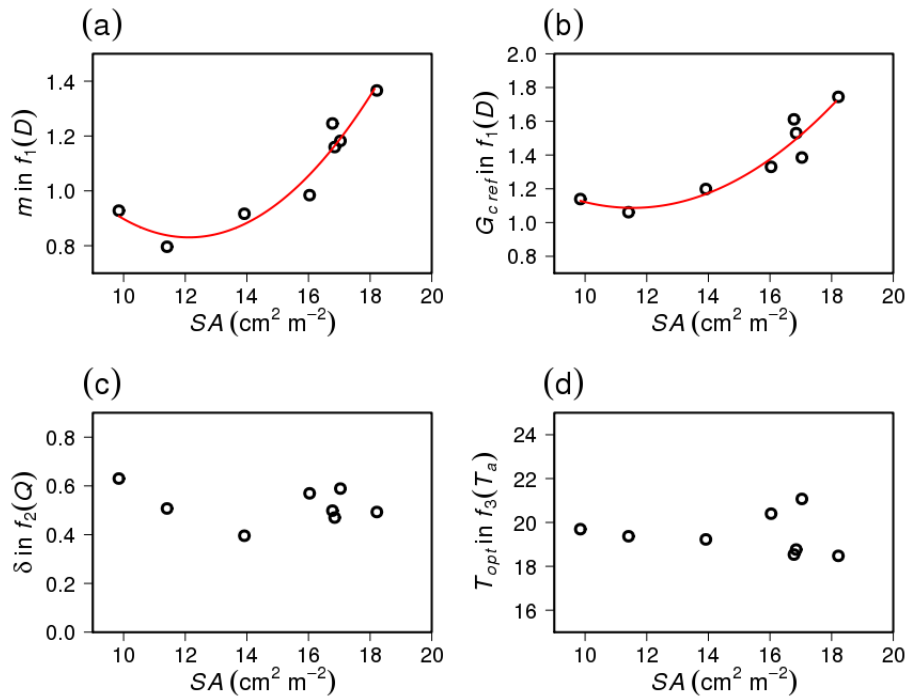 (a)
m in f₁(D)
1.4
1.2
1.0
0.8
10 12 14 16 18 20
SA (cm² m⁻²)
(b)
G_c ref in f₁(D)
2.0
1.8
1.6
1.4
1.2
1.0
0.8
10 12 14 16 18 20
SA (cm² m⁻²)
(c)
δ in f₂(Q)
0.8
0.6
0.4
0.2
0.0
10 12 14 16 18 20
SA (cm² m⁻²)
(d)
T_opt in f₃(T_a)
24
22
20
18
16
10 12 14 16 18 20
SA (cm² m⁻²)